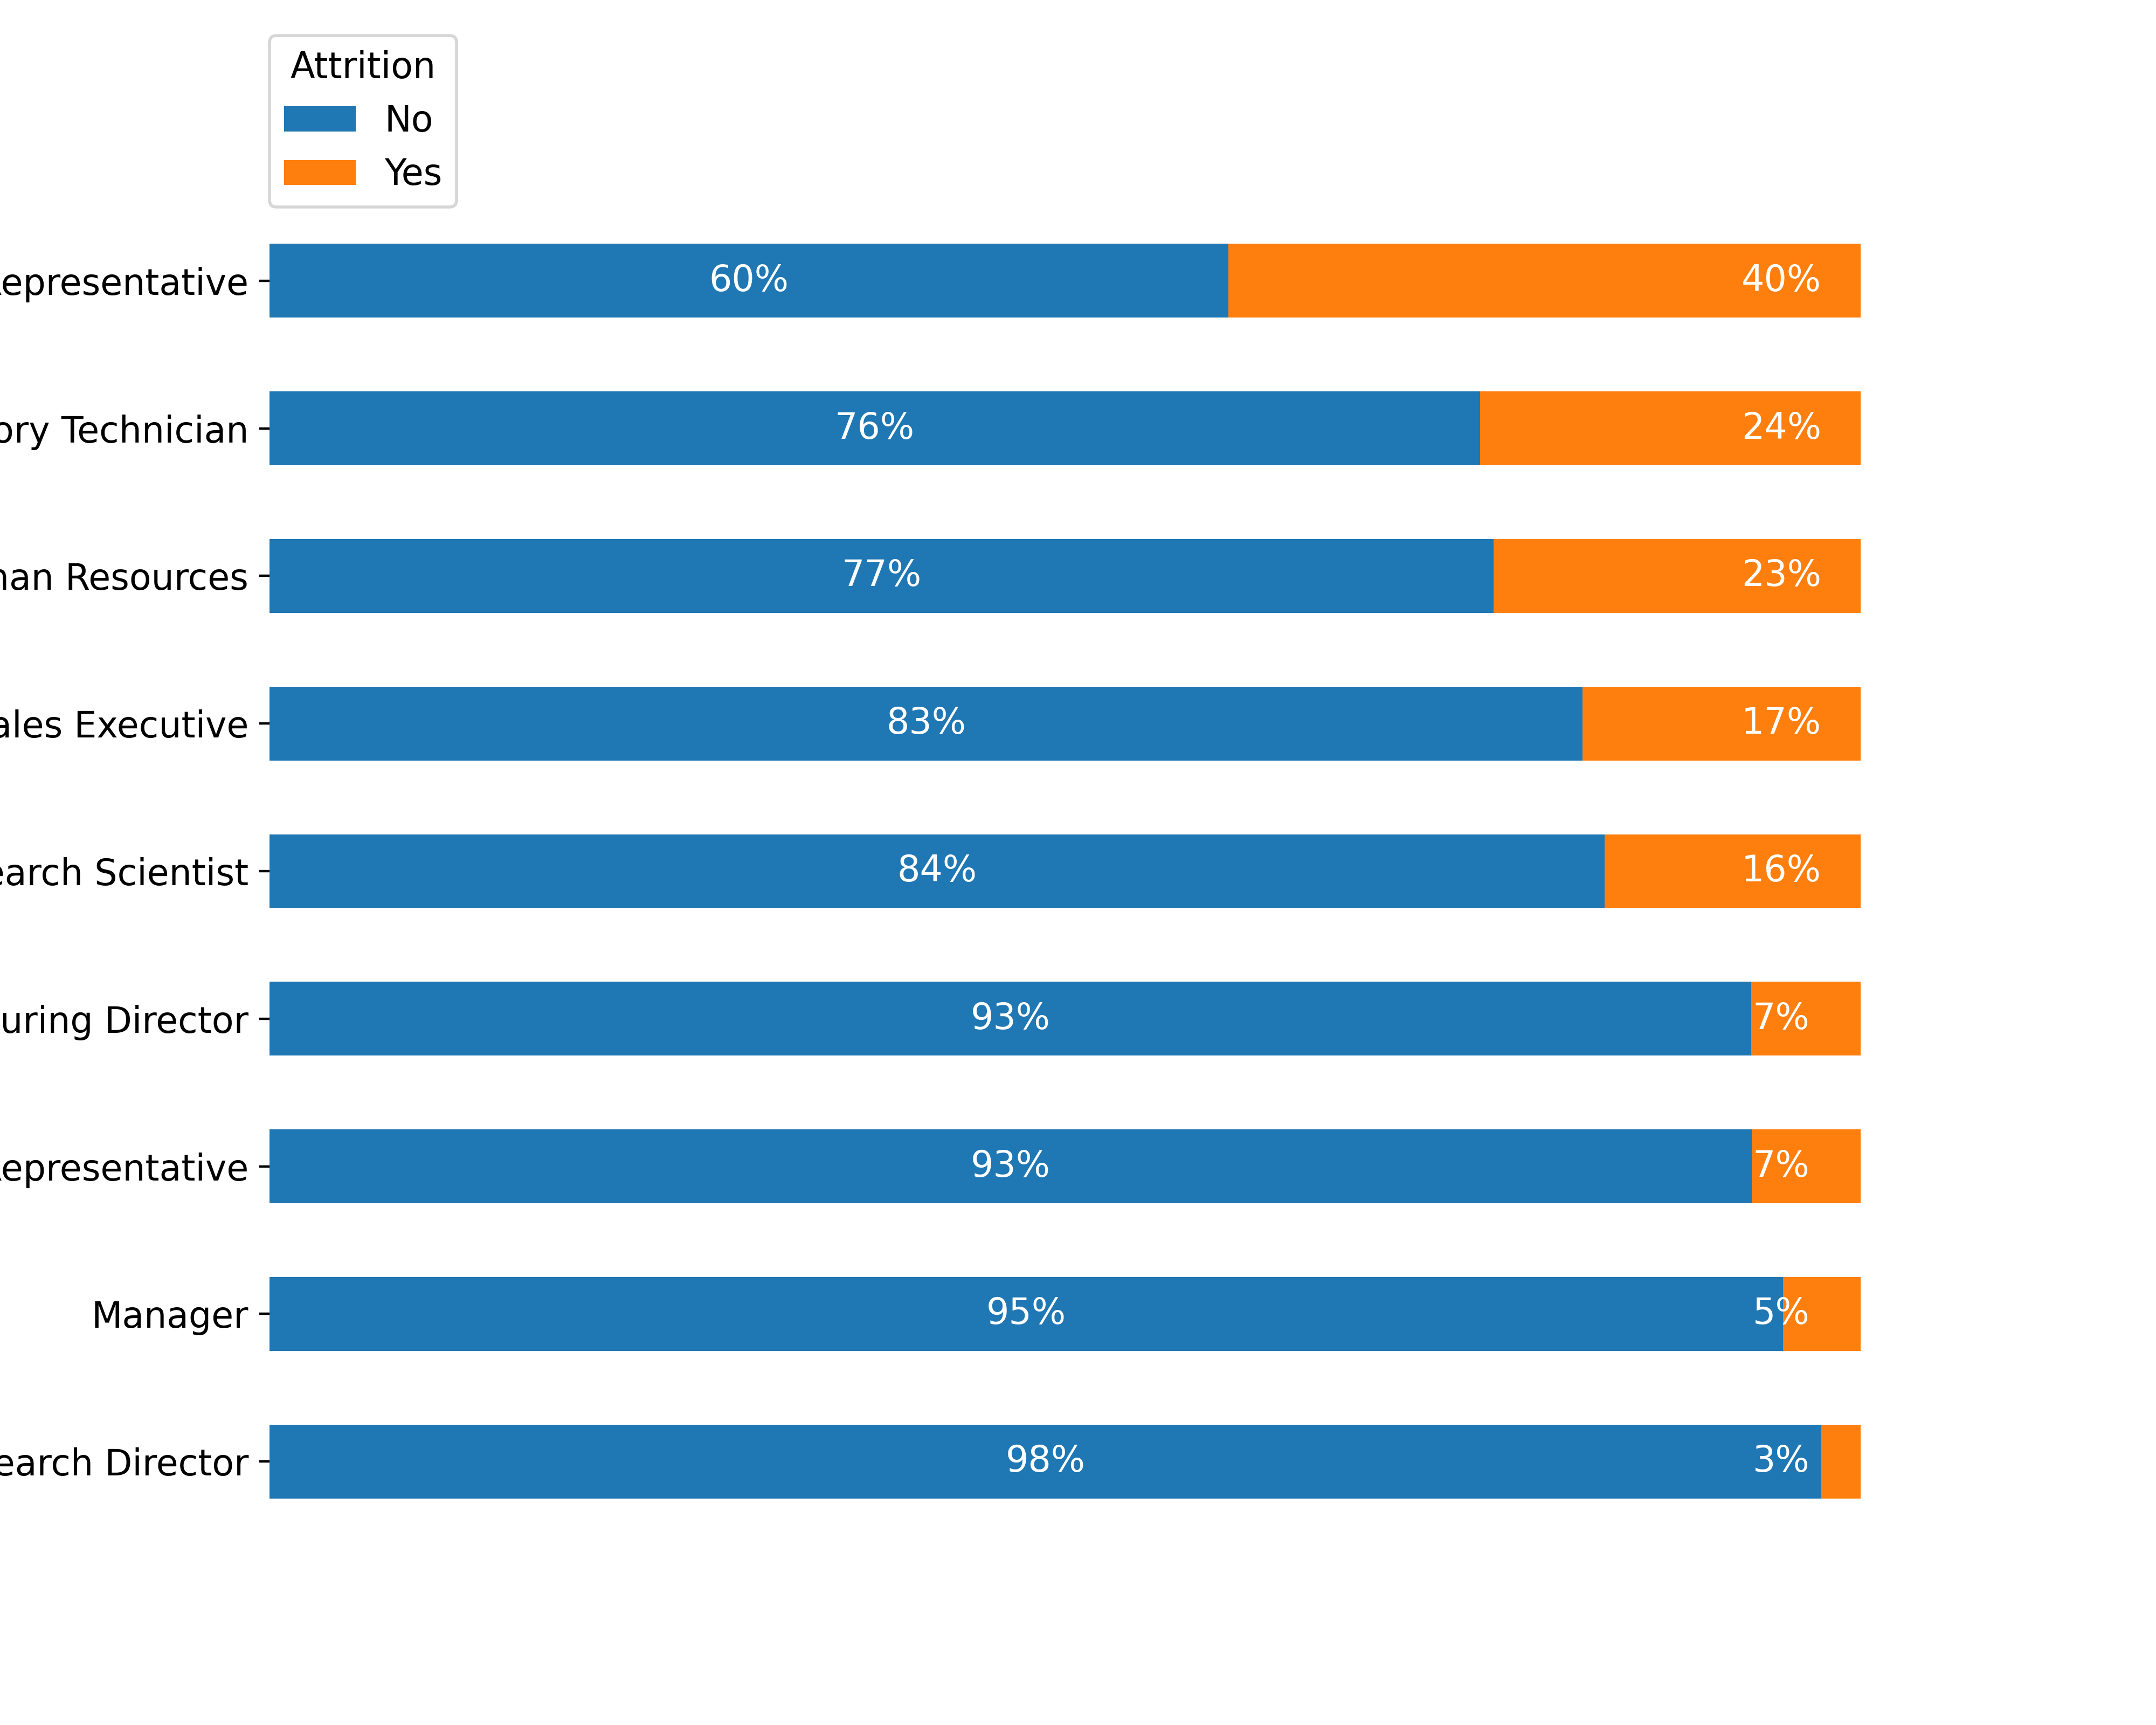 Attrition
No
Yes
epresentative 60% 40%
ory Technician 76% 24%
an Resources 77% 23%
ales Executive 83% 17%
earch Scientist 84% 16%
uring Director 93% 7%
epresentative 93% 7%
Manager 95% 5%
earch Director 98% 3%